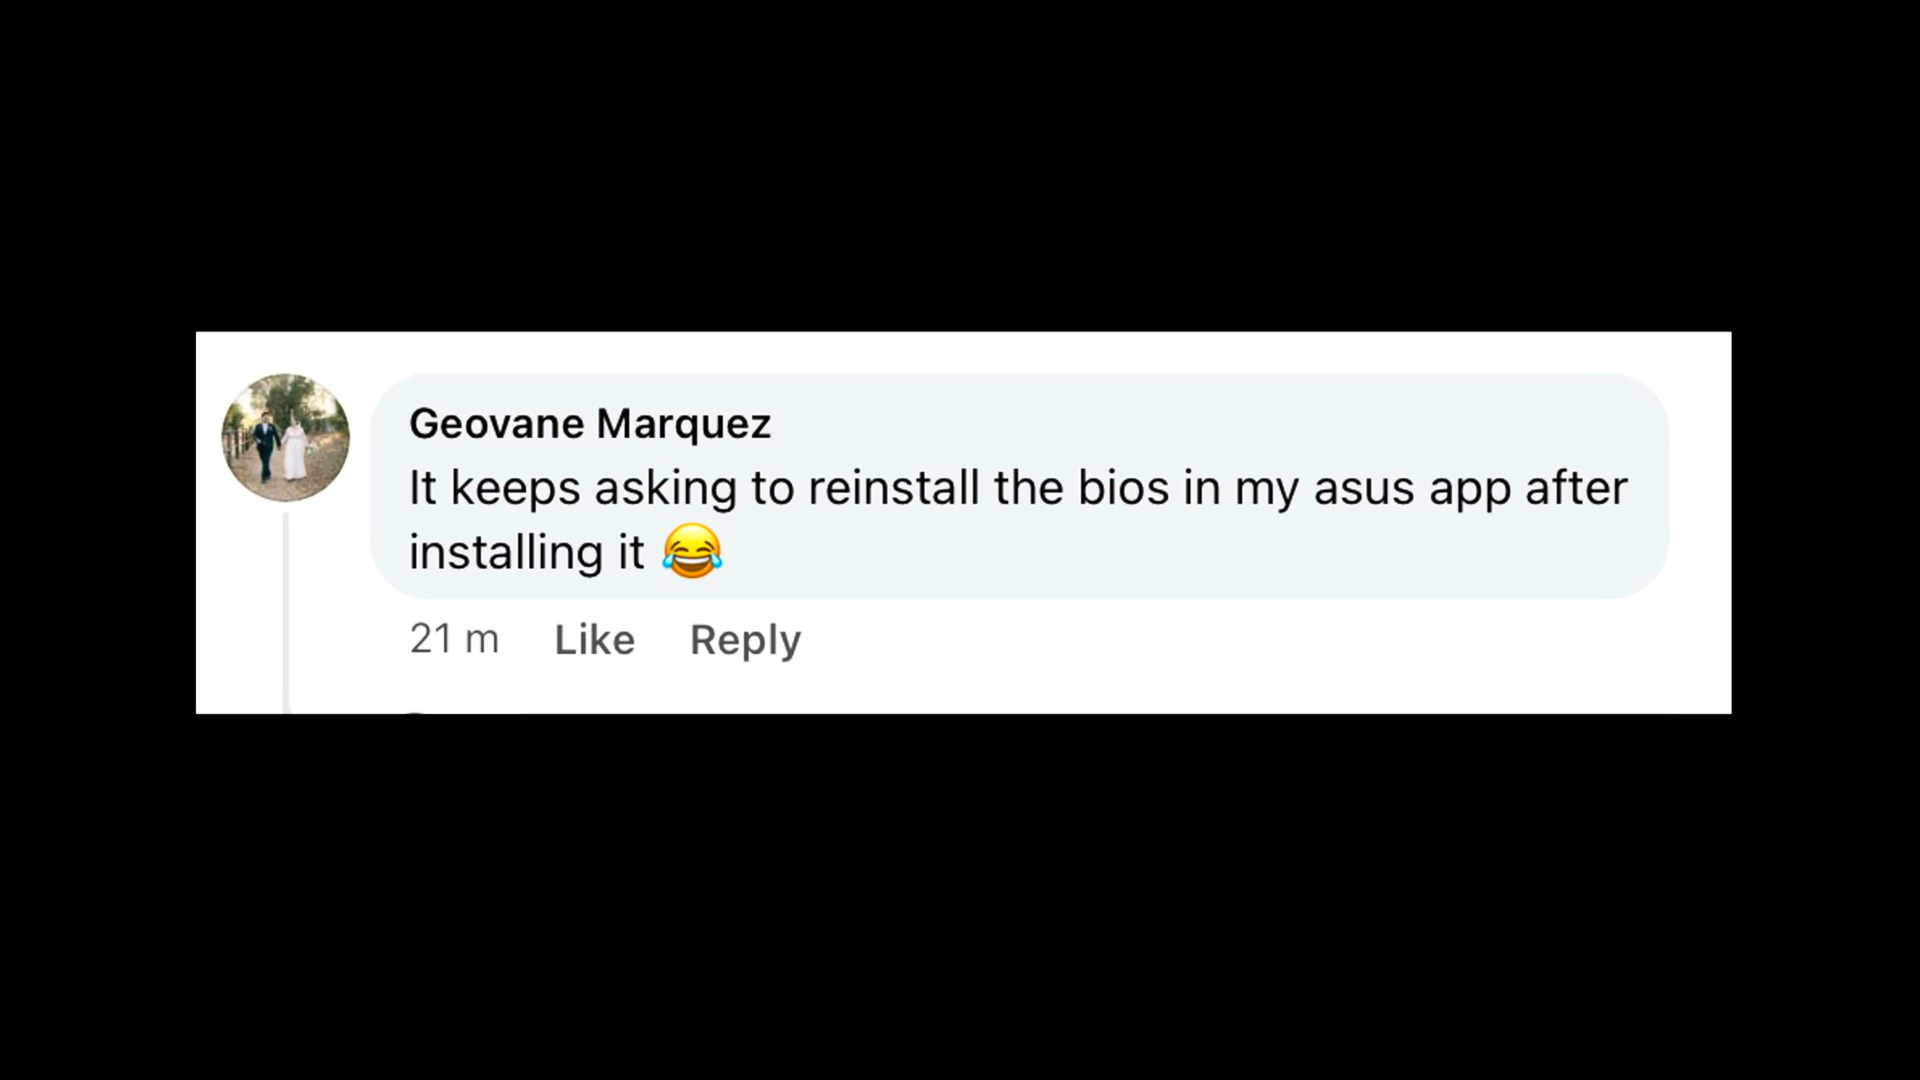 Geovane Marquez
It keeps asking to reinstall the bios in my asus app after
installing it 😂
21 m Like Reply